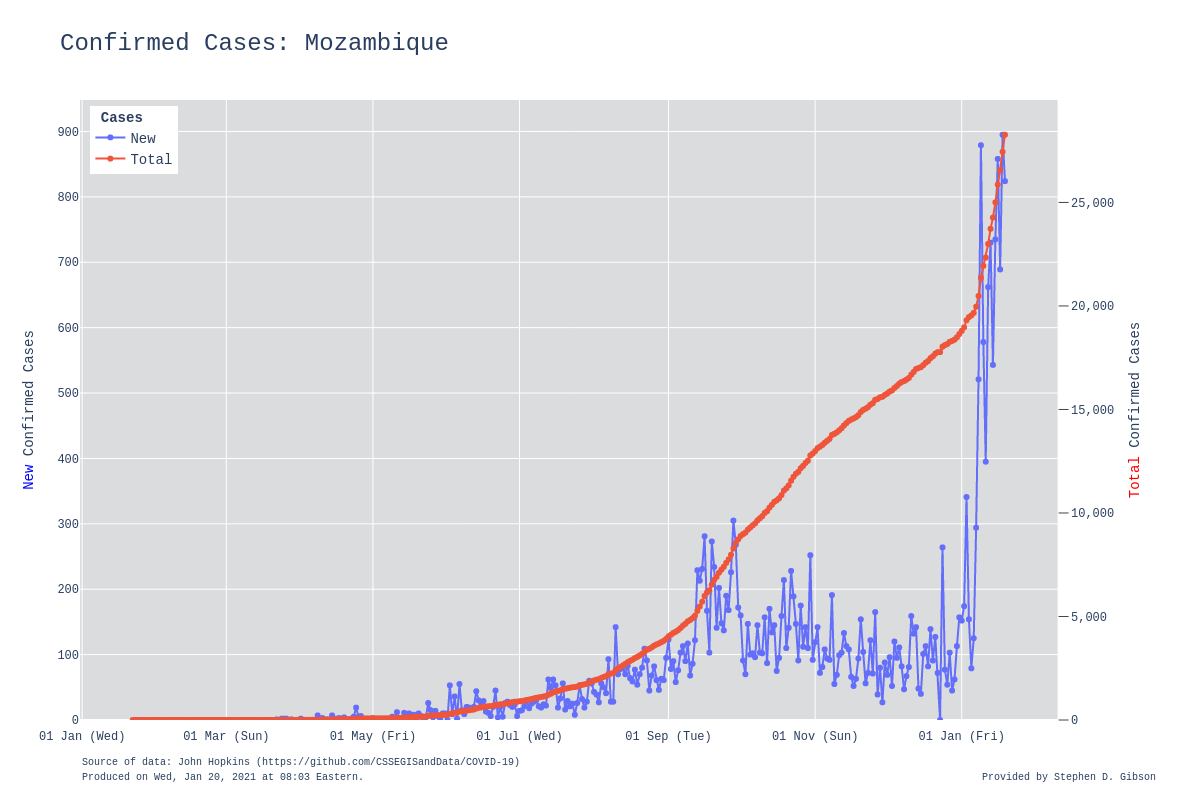 Confirmed Cases: Mozambique
Cases
New
Total
900
800
700
600
500
400
300
200
100
0
New Confirmed Cases
25,000
20,000
15,000
10,000
5,000
0
Total Confirmed Cases
01 Jan (Wed) 01 Mar (Sun) 01 May (Fri) 01 Jul (Wed) 01 Sep (Tue) 01 Nov (Sun) 01 Jan (Fri)
Source of data: John Hopkins (https://github.com/CSSEGISandData/COVID-19)
Produced on Wed, Jan 20, 2021 at 08:03 Eastern.
Provided by Stephen D. Gibson